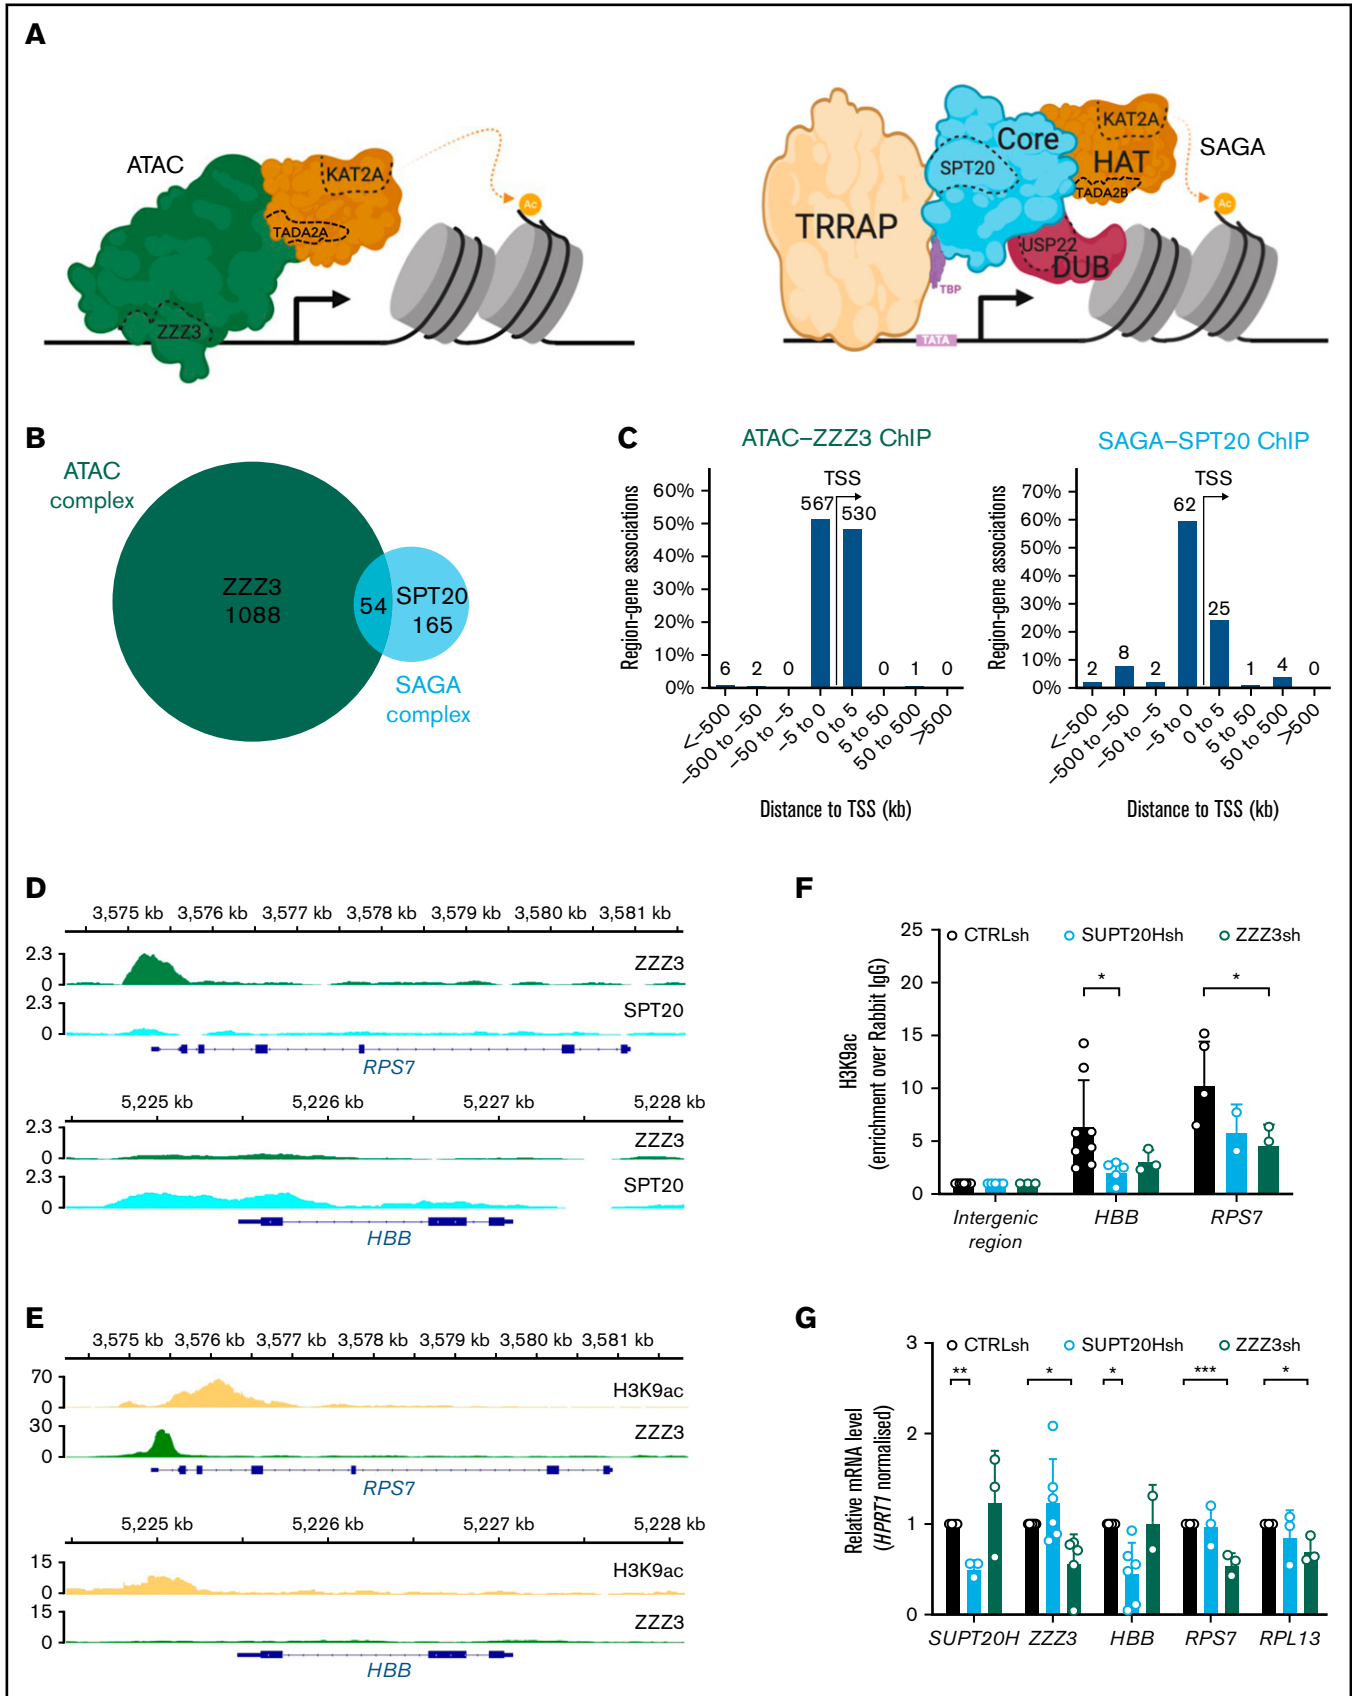 A
ATAC
KAT2A
TADA2A
ZZZ3
Ac
TRRAP
SPT20
Core
KAT2A
HAT
TADA2B
SAGA
Ac
USP22
DUB
TBP
TATA
B
ATAC
complex
ZZZ3
1088
54
SPT20
165
SAGA
complex
C
ATAC–ZZZ3 ChIP
Region-gene associations
60%
50%
40%
30%
20%
10%
0%
TSS
6
2
0
567
530
0
1
0
<–500
–500 to –50
–50 to –5
–5 to 0
0 to 5
5 to 50
50 to 500
>500
Distance to TSS (kb)
SAGA–SPT20 ChIP
Region-gene associations
70%
60%
50%
40%
30%
20%
10%
0%
TSS
2
8
2
62
25
1
4
0
<–500
–500 to –50
–50 to –5
–5 to 0
0 to 5
5 to 50
50 to 500
>500
Distance to TSS (kb)
D
3,575 kb 3,576 kb 3,577 kb 3,578 kb 3,579 kb 3,580 kb 3,581 kb
2.3
0
ZZZ3
2.3
0
SPT20
RPS7
5,225 kb 5,226 kb 5,227 kb 5,228 kb
2.3
0
ZZZ3
2.3
0
SPT20
HBB
F
H3K9ac
(enrichment over Rabbit IgG)
25
20
15
10
5
0
CTRLsh SUPT20Hsh ZZZ3sh
*
*
Intergenic
region
HBB
RPS7
E
3,575 kb 3,576 kb 3,577 kb 3,578 kb 3,579 kb 3,580 kb 3,581 kb
70
0
H3K9ac
30
0
ZZZ3
RPS7
5,225 kb 5,226 kb 5,227 kb 5,228 kb
15
0
H3K9ac
15
0
ZZZ3
HBB
G
Relative mRNA level
(HPRT1 normalised)
3
2
1
0
CTRLsh SUPT20Hsh ZZZ3sh
** * * *** *
SUPT20H ZZZ3 HBB RPS7 RPL13